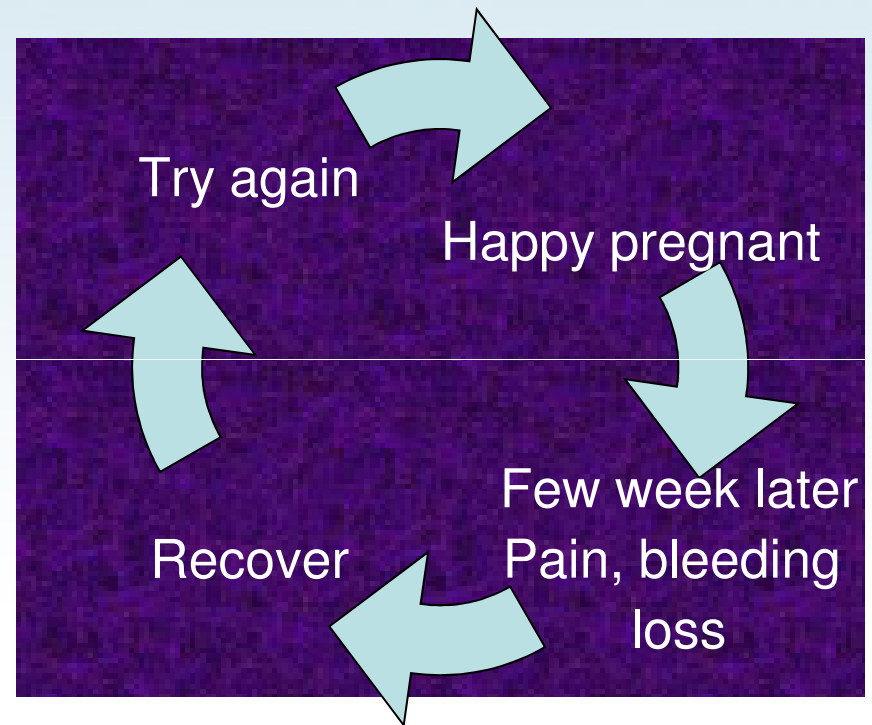 Try again
Happy pregnant
Few week later
Pain, bleeding
loss
Recover